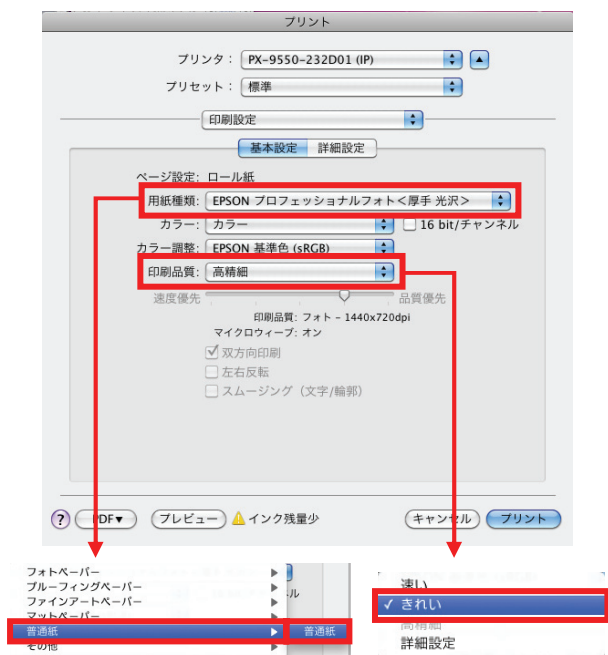 プリント
プリンタ： PX-9550-232D01 (IP)
プリセット： 標準
印刷設定
基本設定 詳細設定
ページ設定: ロール紙
用紙種類: EPSON プロフェッショナルフォト＜厚手 光沢＞
カラー: カラー 16 bit/チャンネル
カラー調整: EPSON 基準色 (sRGB)
印刷品質: 高精細
速度優先 品質優先
印刷品質: フォト – 1440x720dpi
マイクロウィーブ: オン
双方向印刷
左右反転
スムージング（文字/輪郭）
? PDF▼ プレビュー インク残量少 キャンセル プリント
フォトペーパー
プルーフィングペーパー
ファインアートペーパー
マットペーパー
普通紙 普通紙
その他
ル
速い
✓ きれい
高精細
詳細設定